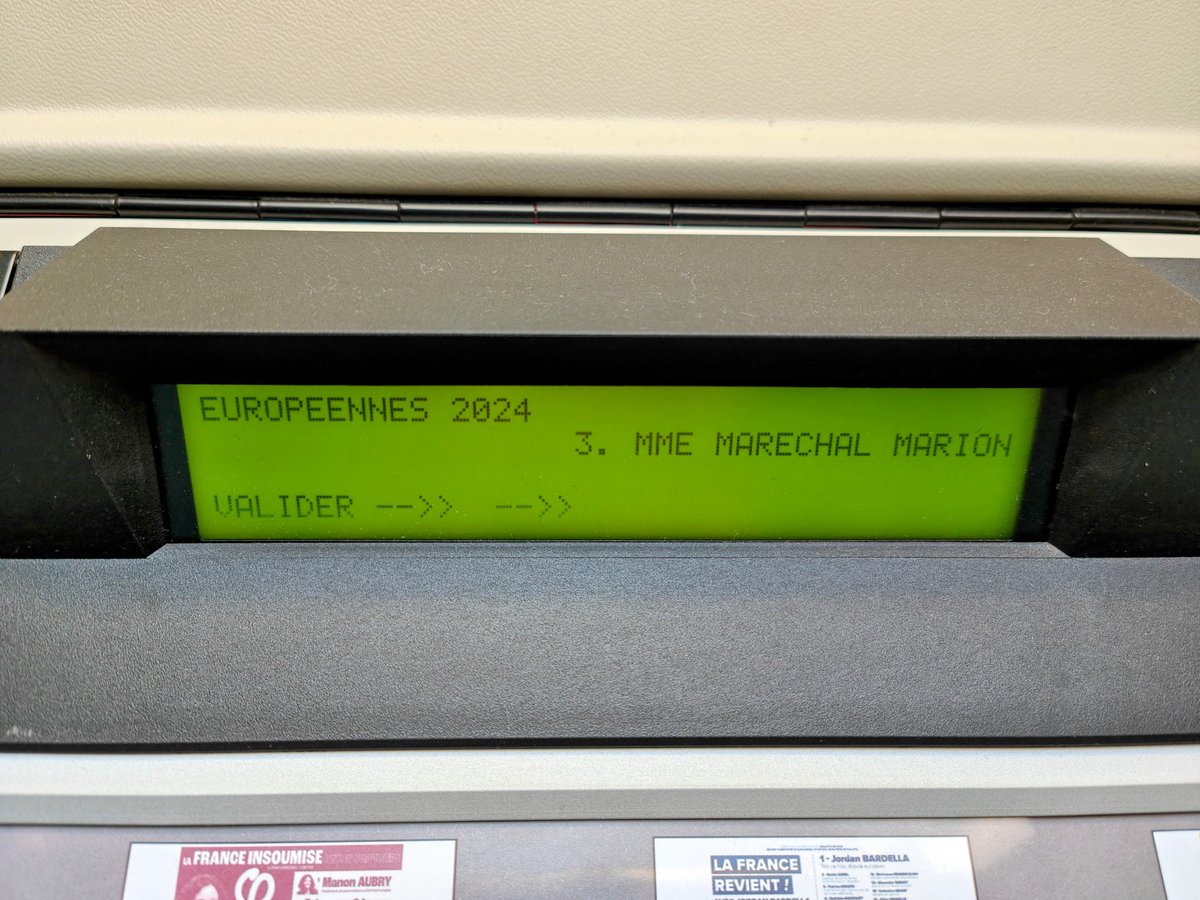 EUROPEENNES 2024
3. MME MARECHAL MARION
VALIDER -->> -->>
LA FRANCE INSOUMISE
Manon AUBRY
LA FRANCE
REVIENT !
1 - Jordan BARDELLA